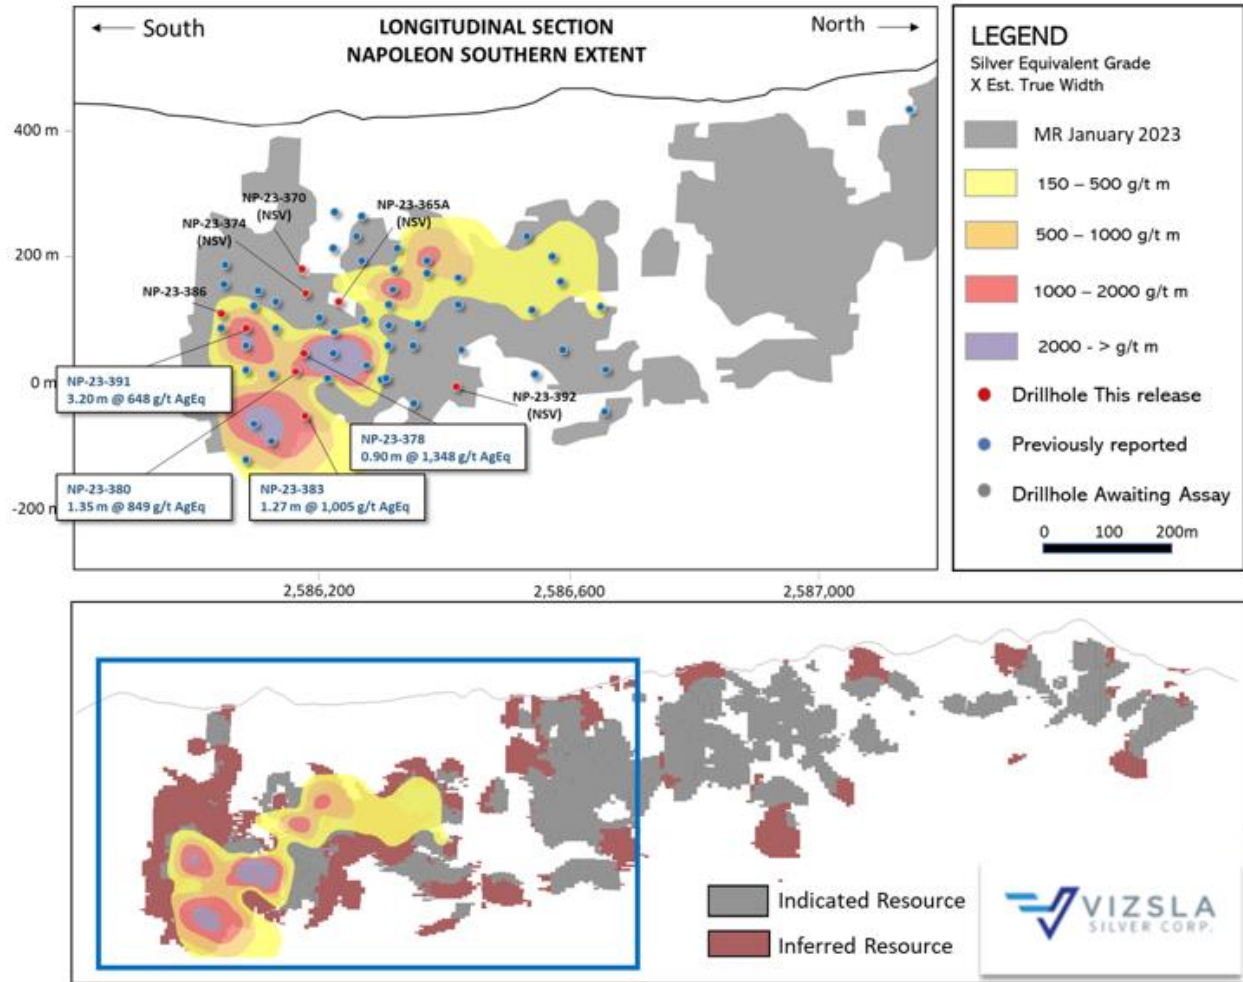 South
LONGITUDINAL SECTION
NAPOLEON SOUTHERN EXTENT
North
400 m
200 m
0 m
-200 m
NP-23-370
(NSV)
NP-23-374
(NSV)
NP-23-365A
(NSV)
NP-23-386
NP-23-391
3.20 m @ 648 g/t AgEq
NP-23-392
(NSV)
NP-23-378
0.90 m @ 1,348 g/t AgEq
NP-23-380
1.35 m @ 849 g/t AgEq
NP-23-383
1.27 m @ 1,005 g/t AgEq
2,586,200
2,586,600
2,587,000
LEGEND
Silver Equivalent Grade
X Est. True Width
MR January 2023
150 – 500 g/t m
500 – 1000 g/t m
1000 – 2000 g/t m
2000 - > g/t m
Drillhole This release
Previously reported
Drillhole Awaiting Assay
0 100 200m
Indicated Resource
Inferred Resource
VIZSLA
SILVER CORP.